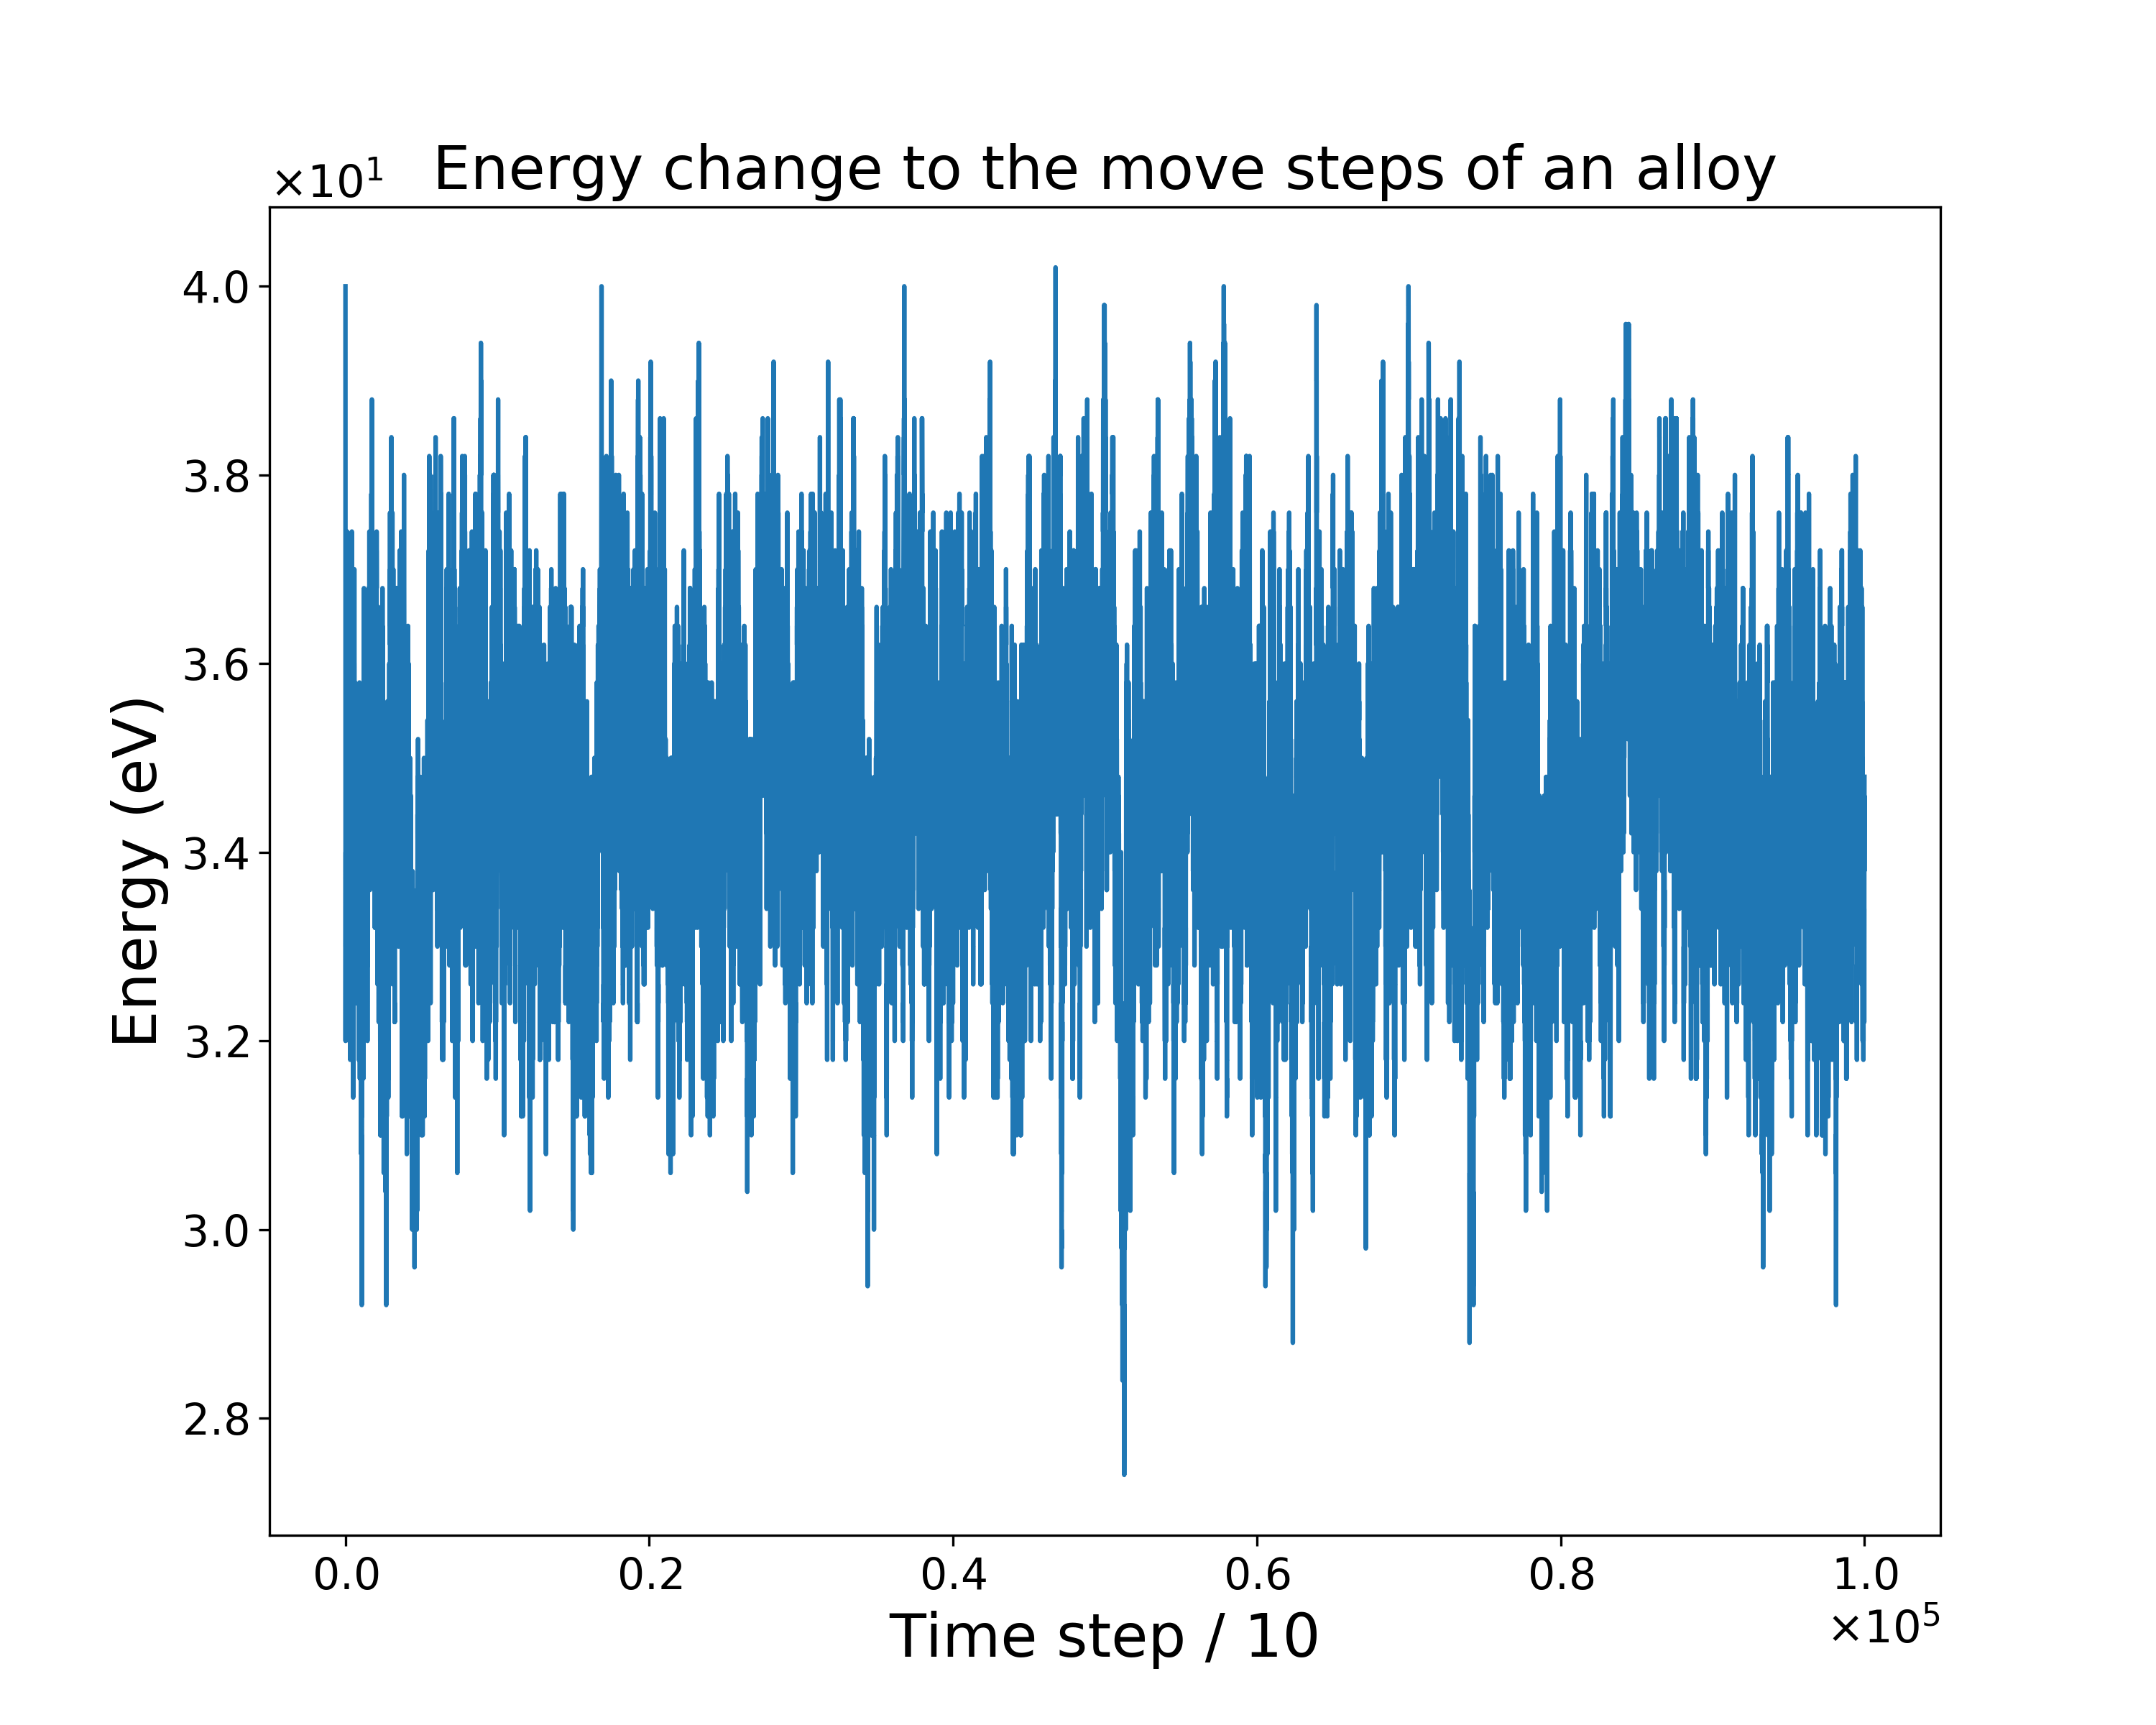 ×10¹
Energy change to the move steps of an alloy
4.0
3.8
3.6
3.4
3.2
3.0
2.8
Energy (eV)
0.0 0.2 0.4 0.6 0.8 1.0
Time step / 10
×10⁵